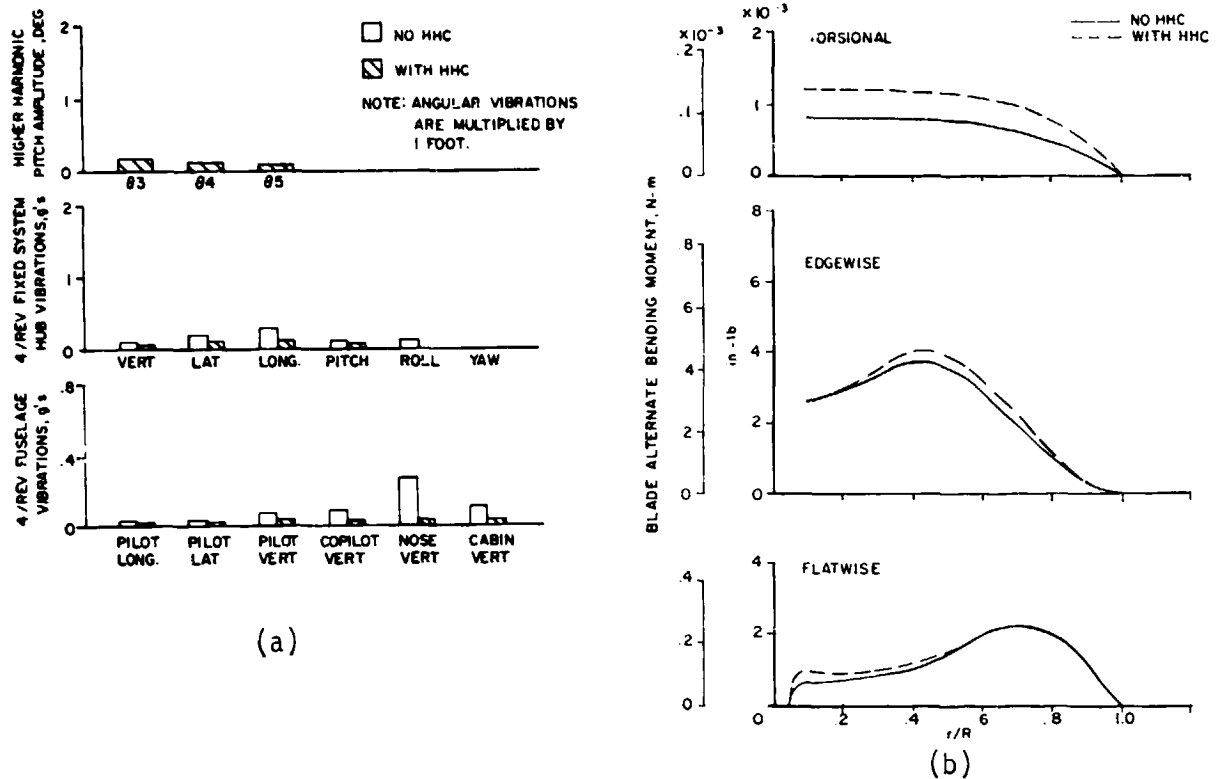 HIGHER HARMONIC
PITCH AMPLITUDE, DEG
2
1
0
θ3 θ4 θ5
NO HHC
WITH HHC
NOTE: ANGULAR VIBRATIONS
ARE MULTIPLIED BY
1 FOOT.
4/REV FIXED SYSTEM
HUB VIBRATIONS, g's
2
1
0
VERT LAT LONG. PITCH ROLL YAW
4/REV FUSELAGE
VIBRATIONS, g's
.8
.4
0
PILOT LONG.
PILOT LAT
PILOT VERT
COPILOT VERT
NOSE VERT
CABIN VERT
(a)
BLADE ALTERNATE BENDING MOMENT, N-m
in-lb
×10⁻³
.2
.1
0
×10⁻³
2
1
0
TORSIONAL
NO HHC
WITH HHC
.8
.6
.4
.2
0
8
6
4
2
0
EDGEWISE
.4
.2
0
4
2
0
FLATWISE
.2 .4 .6 .8 1.0
r/R
(b)